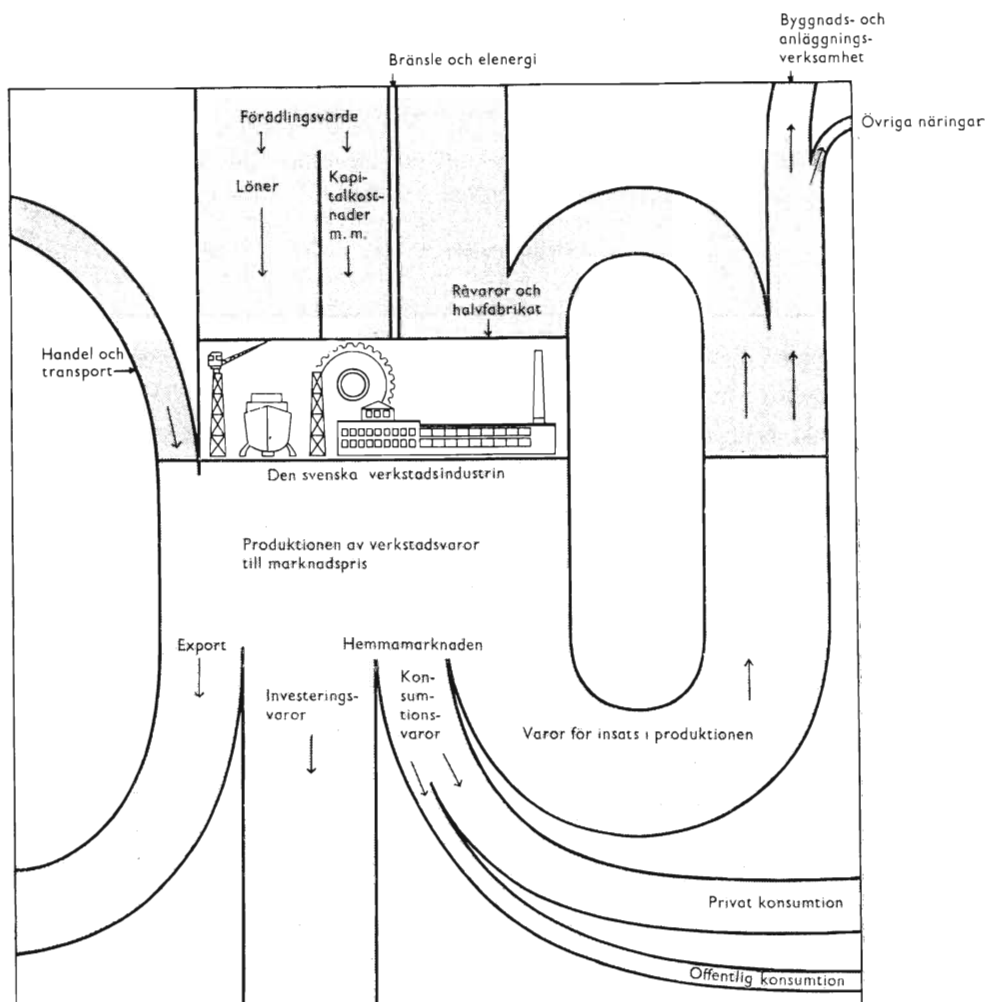 Byggnads- och
anläggnings-
verksamhet
Bränsle och elenergi
Övriga näringar
Förädlingsvärde
Löner
Kapi-
talkost-
nader
m. m.
Råvaror och
halvfabrikat
Handel och
transport
Den svenska verkstadsindustrin
Produktionen av verkstadsvaror
till marknadspris
Export
Hemmamarknaden
Investerings-
varor
Kon-
sum-
tions-
varor
Varor för insats i produktionen
Privat konsumtion
Offentlig konsumtion